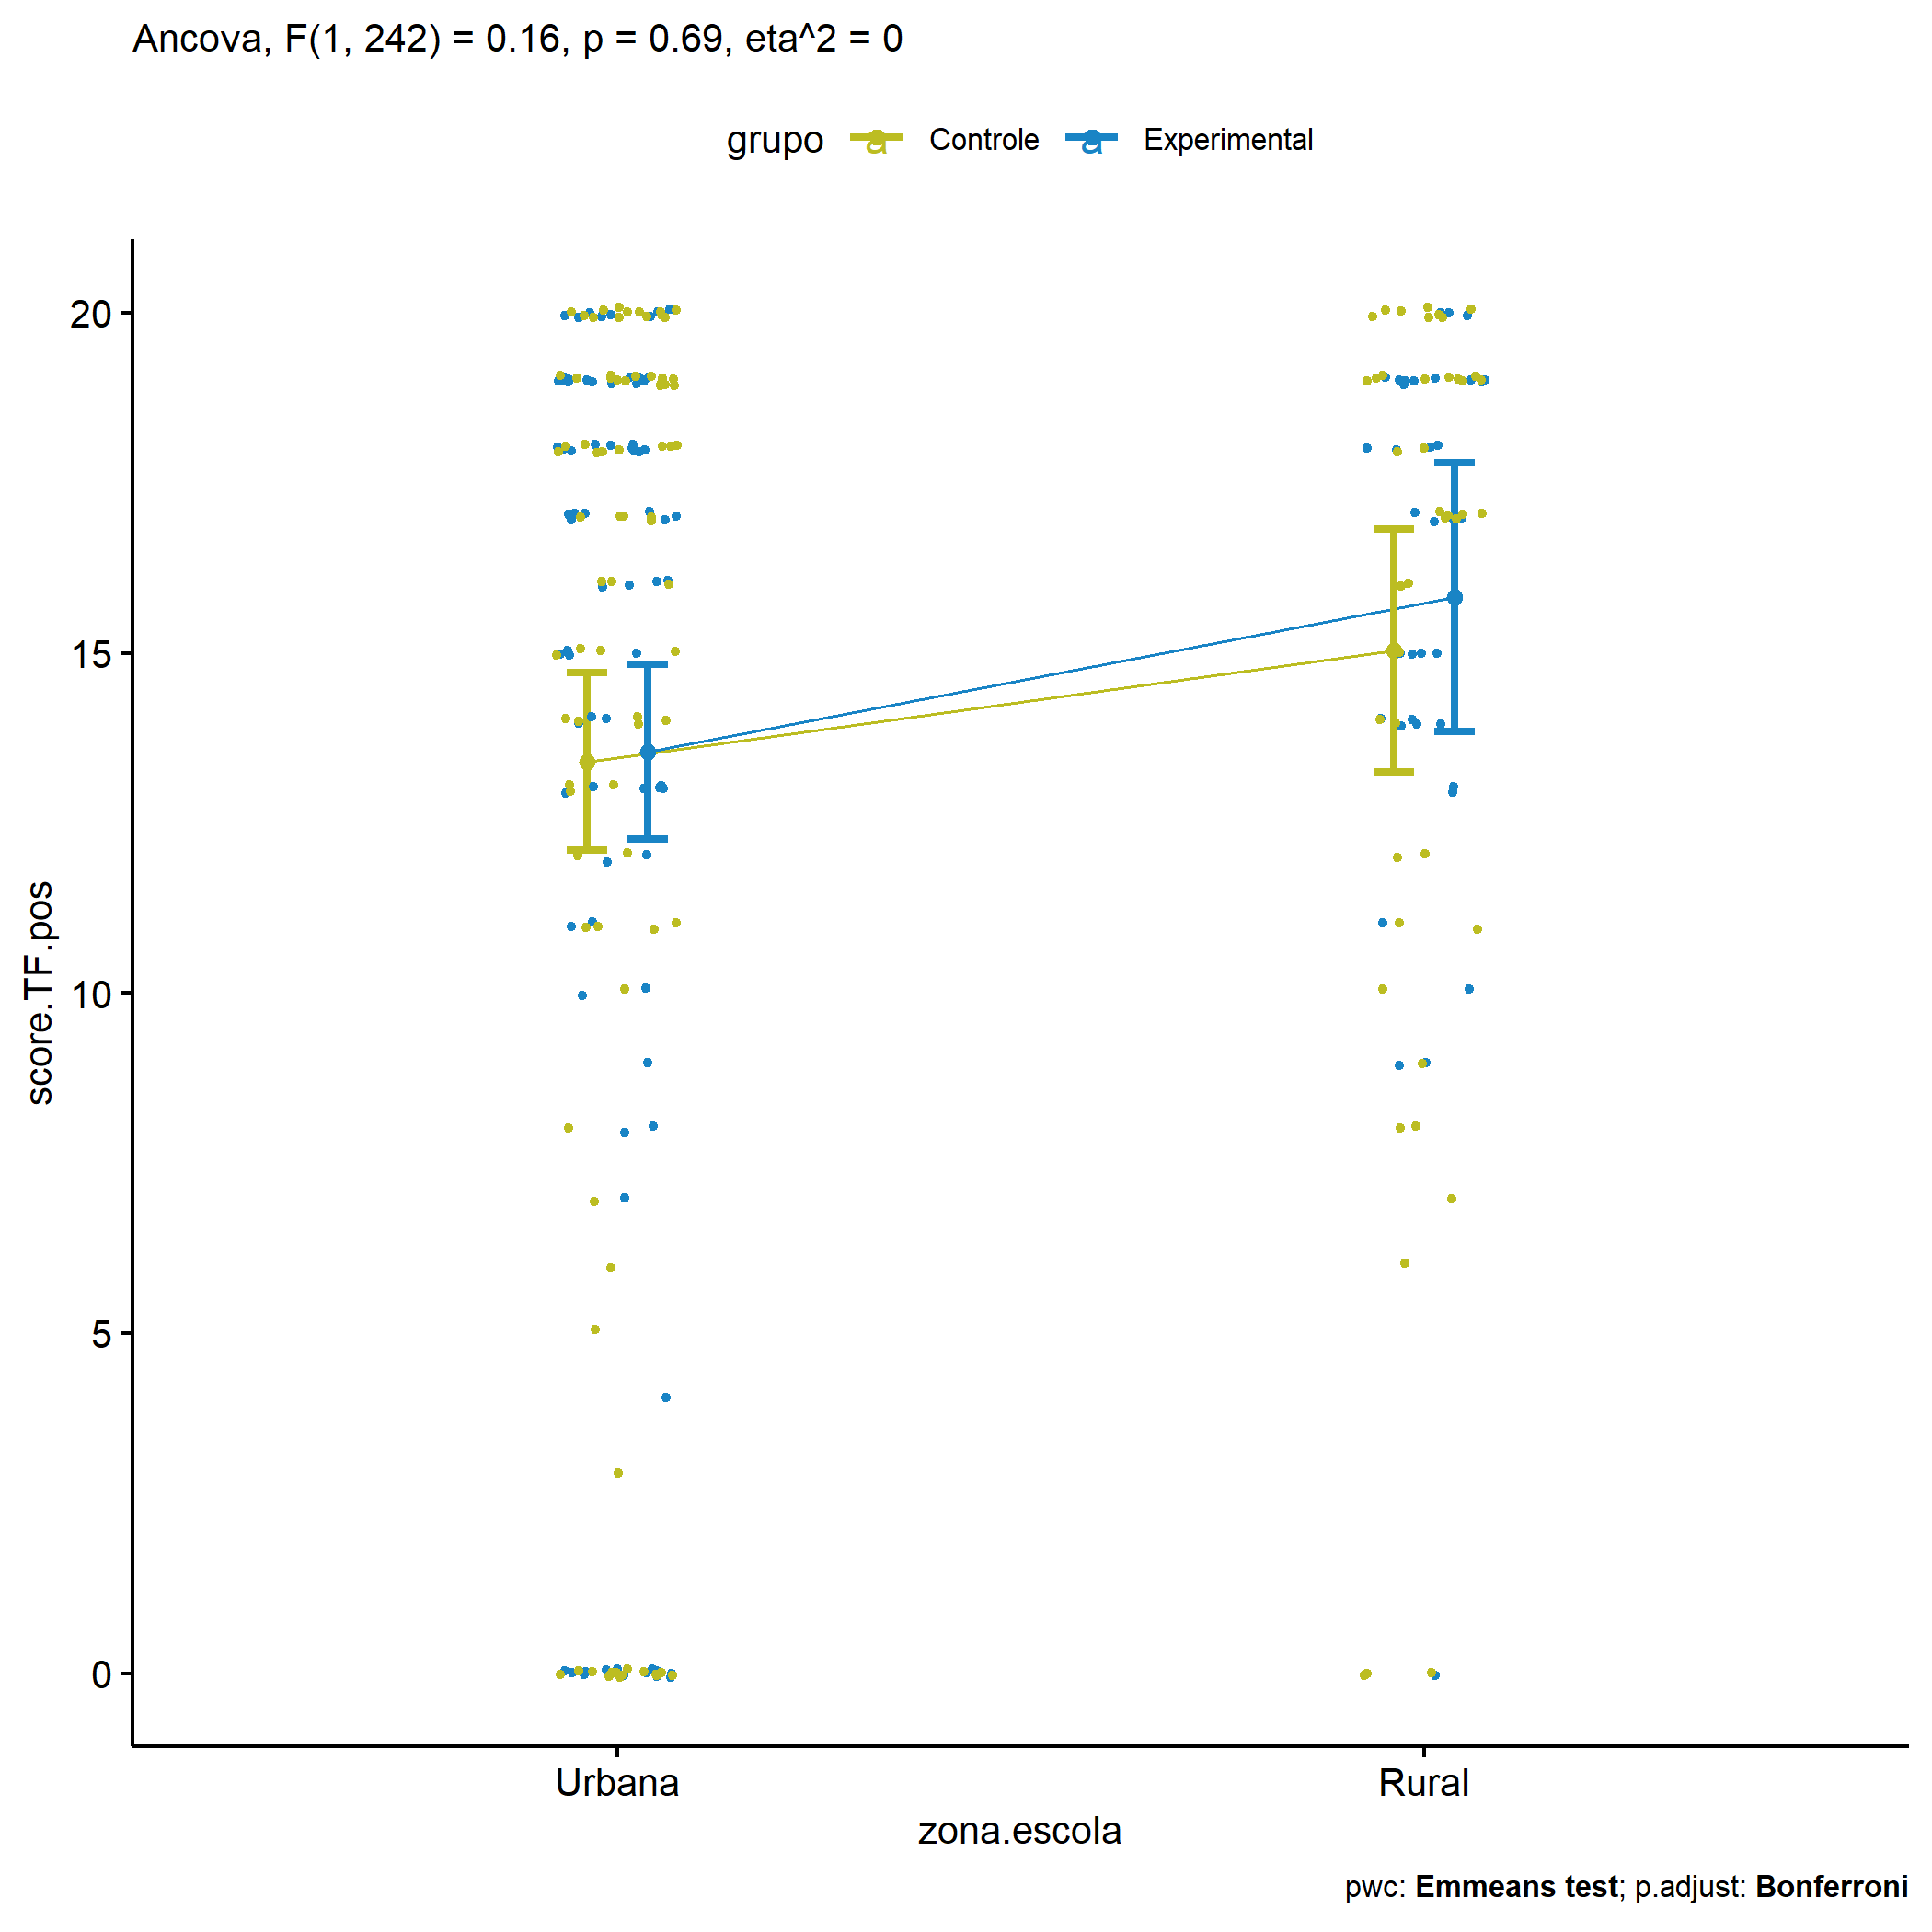 Ancova, F(1, 242) = 0.16, p = 0.69, eta^2 = 0
grupo a Controle a Experimental
20
15
10
5
0
score.TF.pos
Urbana Rural
zona.escola
pwc: Emmeans test; p.adjust: Bonferroni